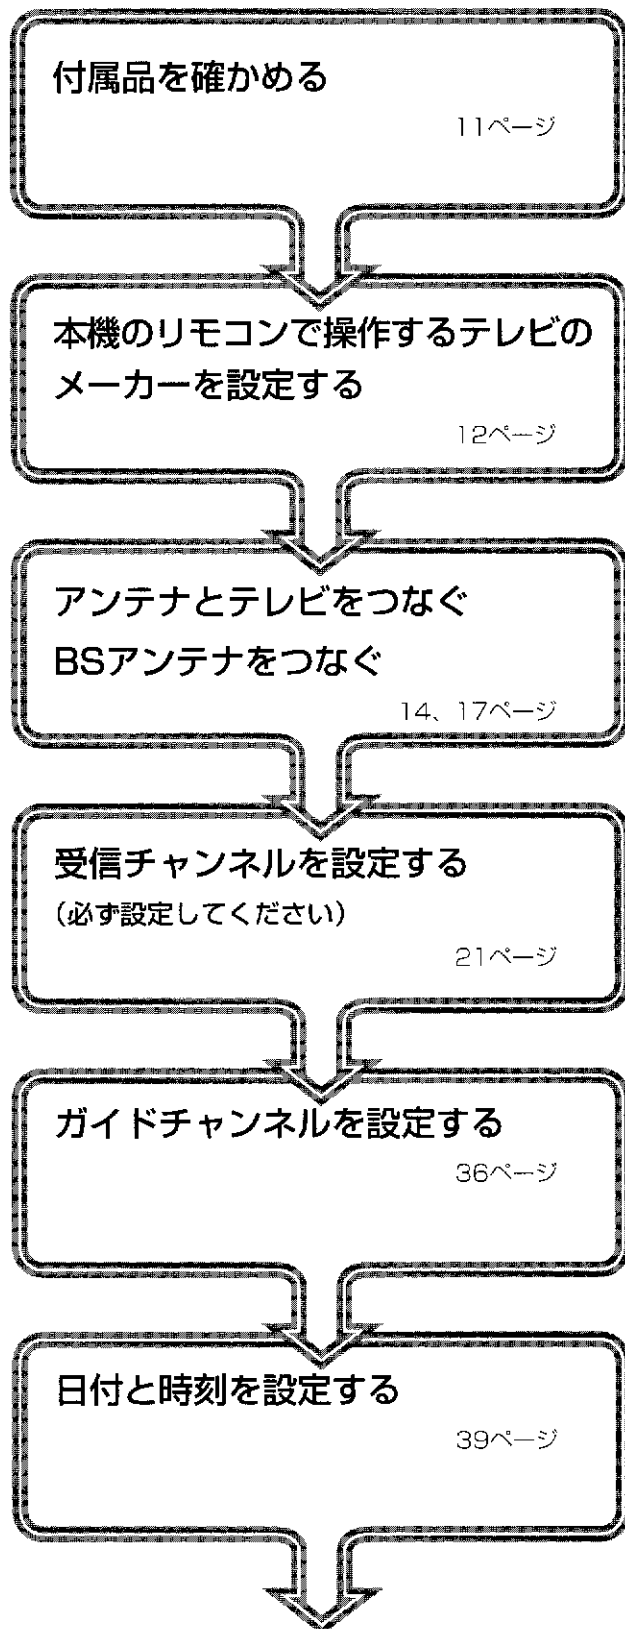 付属品を確かめる
11ページ
本機のリモコンで操作するテレビの
メーカーを設定する
12ページ
アンテナとテレビをつなぐ
BSアンテナをつなぐ
14、17ページ
受信チャンネルを設定する
（必ず設定してください）
21ページ
ガイドチャンネルを設定する
36ページ
日付と時刻を設定する
39ページ